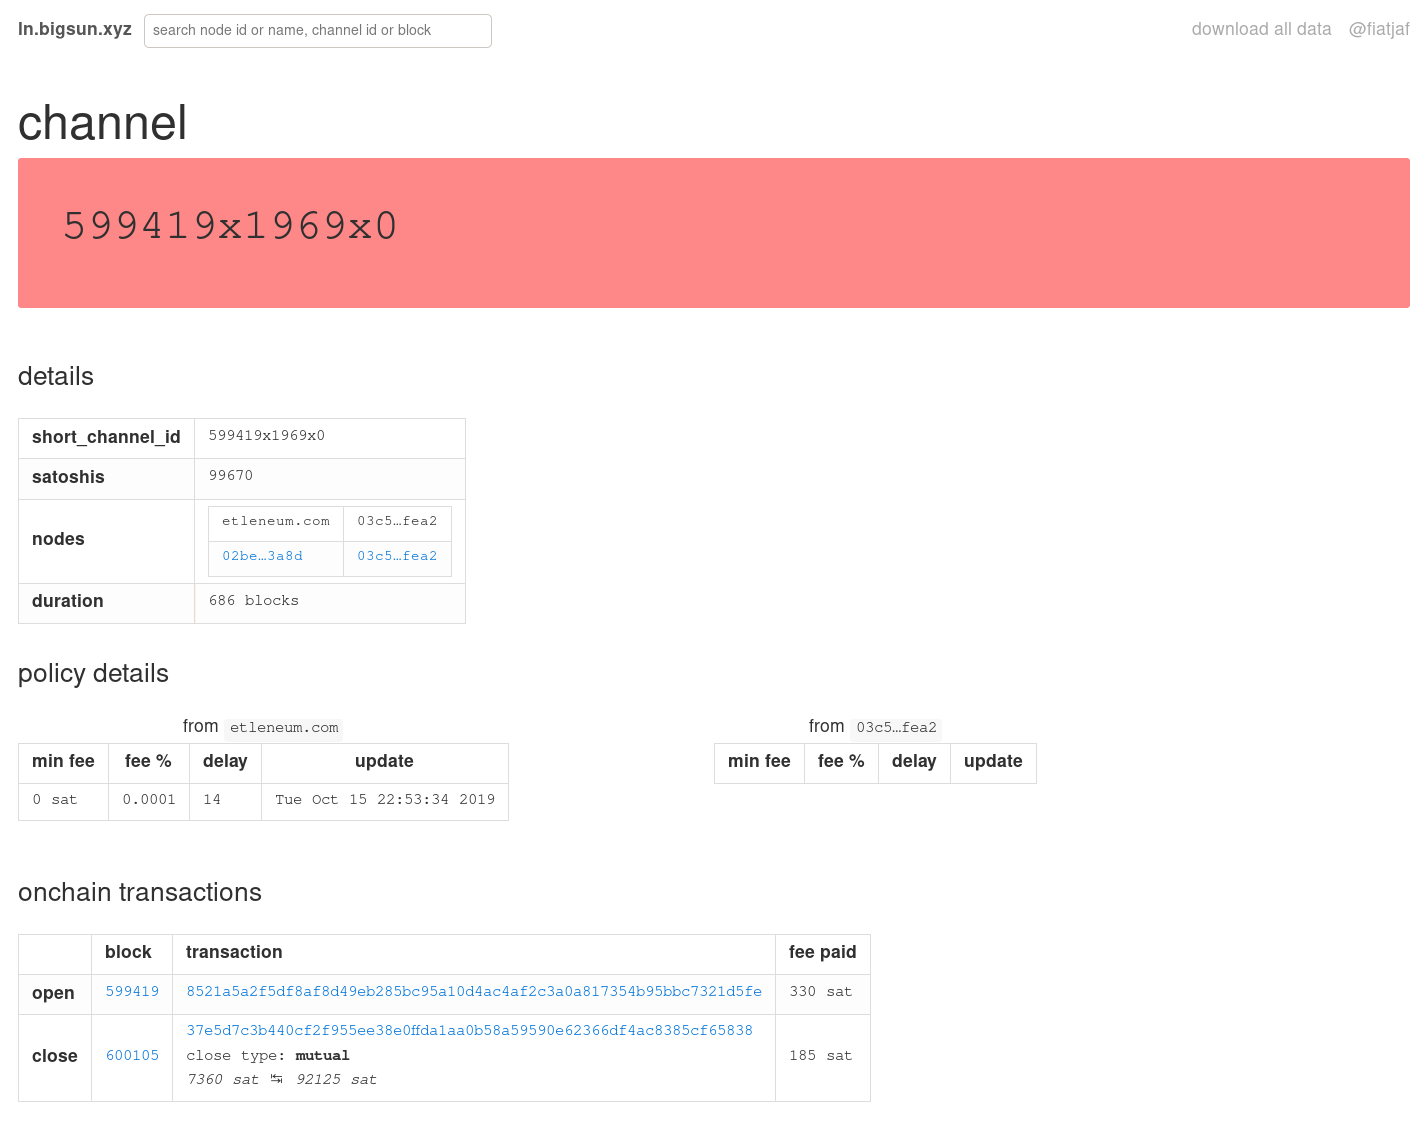 ln.bigsun.xyz search node id or name, channel id or block download all data @fiatjaf
channel
599419x1969x0
details
short_channel_id 599419x1969x0
satoshis 99670
nodes
etleneum.com 03c5…fea2
02be…3a8d 03c5…fea2
duration 686 blocks
policy details
from etleneum.com
min fee fee % delay update
0 sat 0.0001 14 Tue Oct 15 22:53:34 2019
from 03c5…fea2
min fee fee % delay update
onchain transactions
block transaction fee paid
open 599419 8521a5a2f5df8af8d49eb285bc95a10d4ac4af2c3a0a817354b95bbc7321d5fe 330 sat
close 600105 37e5d7c3b440cf2f955ee38e0ffda1aa0b58a59590e62366df4ac8385cf65838
close type: mutual
7360 sat ↹ 92125 sat
185 sat